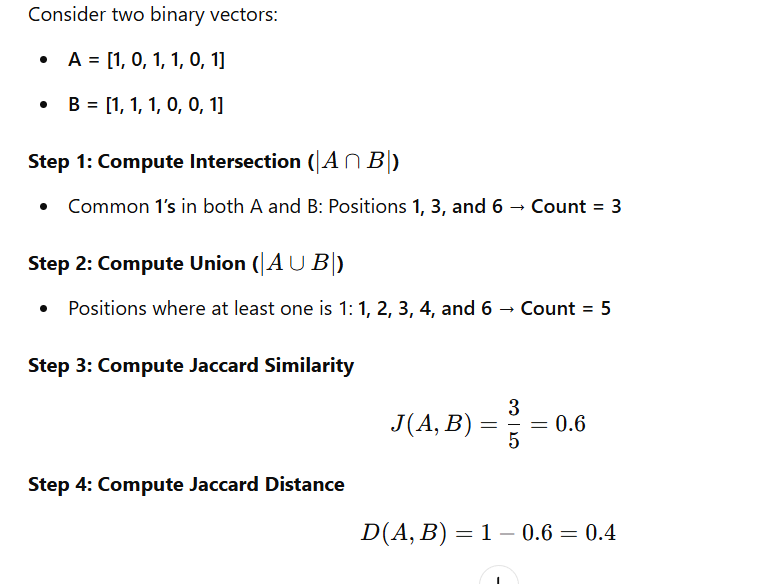 Consider two binary vectors:
• A = [1, 0, 1, 1, 0, 1]
• B = [1, 1, 1, 0, 0, 1]
Step 1: Compute Intersection (|A ∩ B|)
• Common 1's in both A and B: Positions 1, 3, and 6 → Count = 3
Step 2: Compute Union (|A ∪ B|)
• Positions where at least one is 1: 1, 2, 3, 4, and 6 → Count = 5
Step 3: Compute Jaccard Similarity
J(A, B) = 3/5 = 0.6
Step 4: Compute Jaccard Distance
D(A, B) = 1 − 0.6 = 0.4